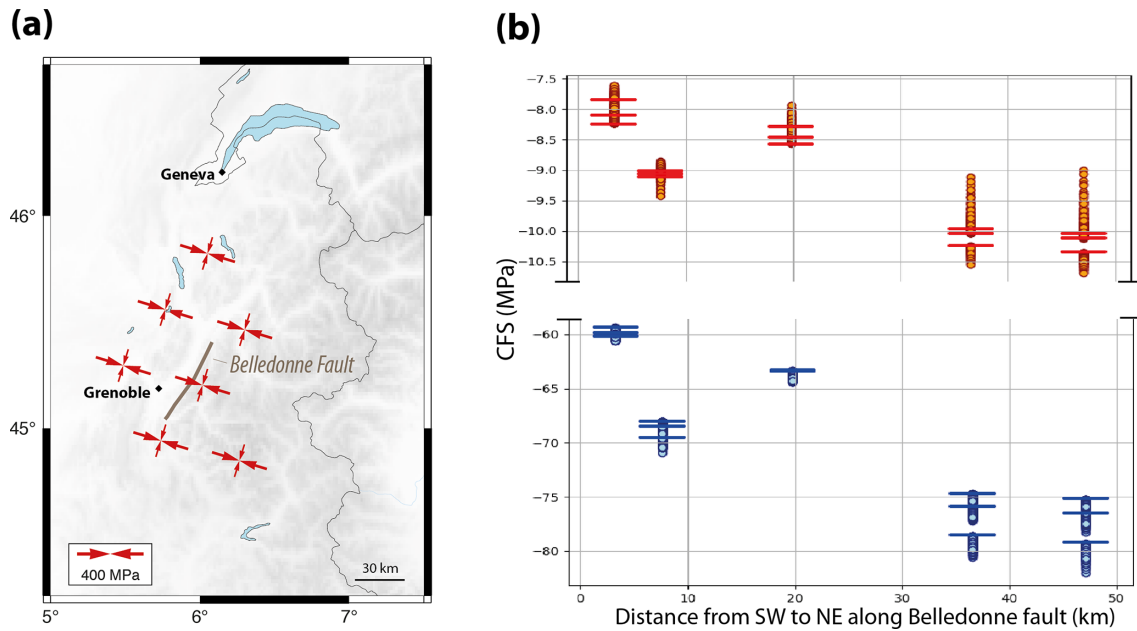 (a)
Geneva
46°
Belledonne Fault
Grenoble
45°
400 MPa
30 km
5°
6°
7°
(b)
CFS (MPa)
−7.5
−8.0
−8.5
−9.0
−9.5
−10.0
−10.5
−60
−65
−70
−75
−80
0
10
20
30
40
50
Distance from SW to NE along Belledonne fault (km)